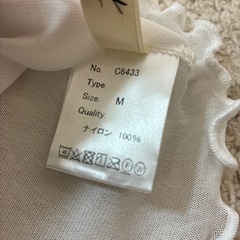 No. C6433
Type.
Size. M
Quality.
ナイロン 100%